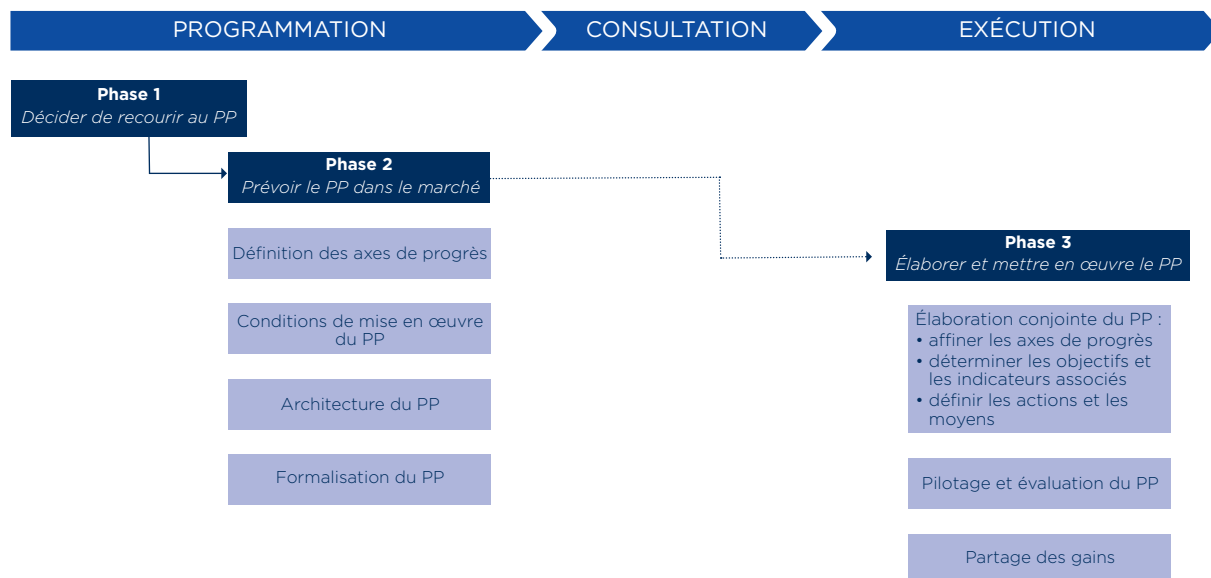 PROGRAMMATION
CONSULTATION
EXÉCUTION
Phase 1
Décider de recourir au PP
Phase 2
Prévoir le PP dans le marché
Définition des axes de progrès
Conditions de mise en œuvre
du PP
Architecture du PP
Formalisation du PP
Phase 3
Élaborer et mettre en œuvre le PP
Élaboration conjointe du PP :
• affiner les axes de progrès
• déterminer les objectifs et
les indicateurs associés
• définir les actions et les
moyens
Pilotage et évaluation du PP
Partage des gains